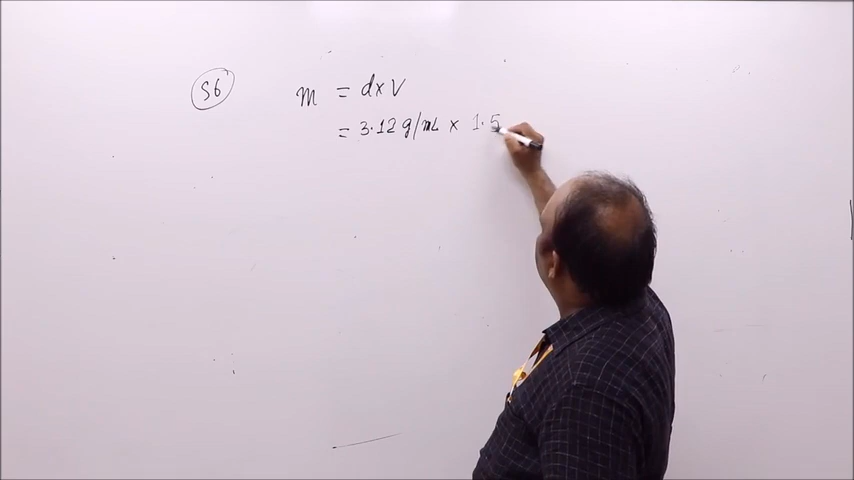 56 m = d x V
= 3.12 g/mL x 1.5